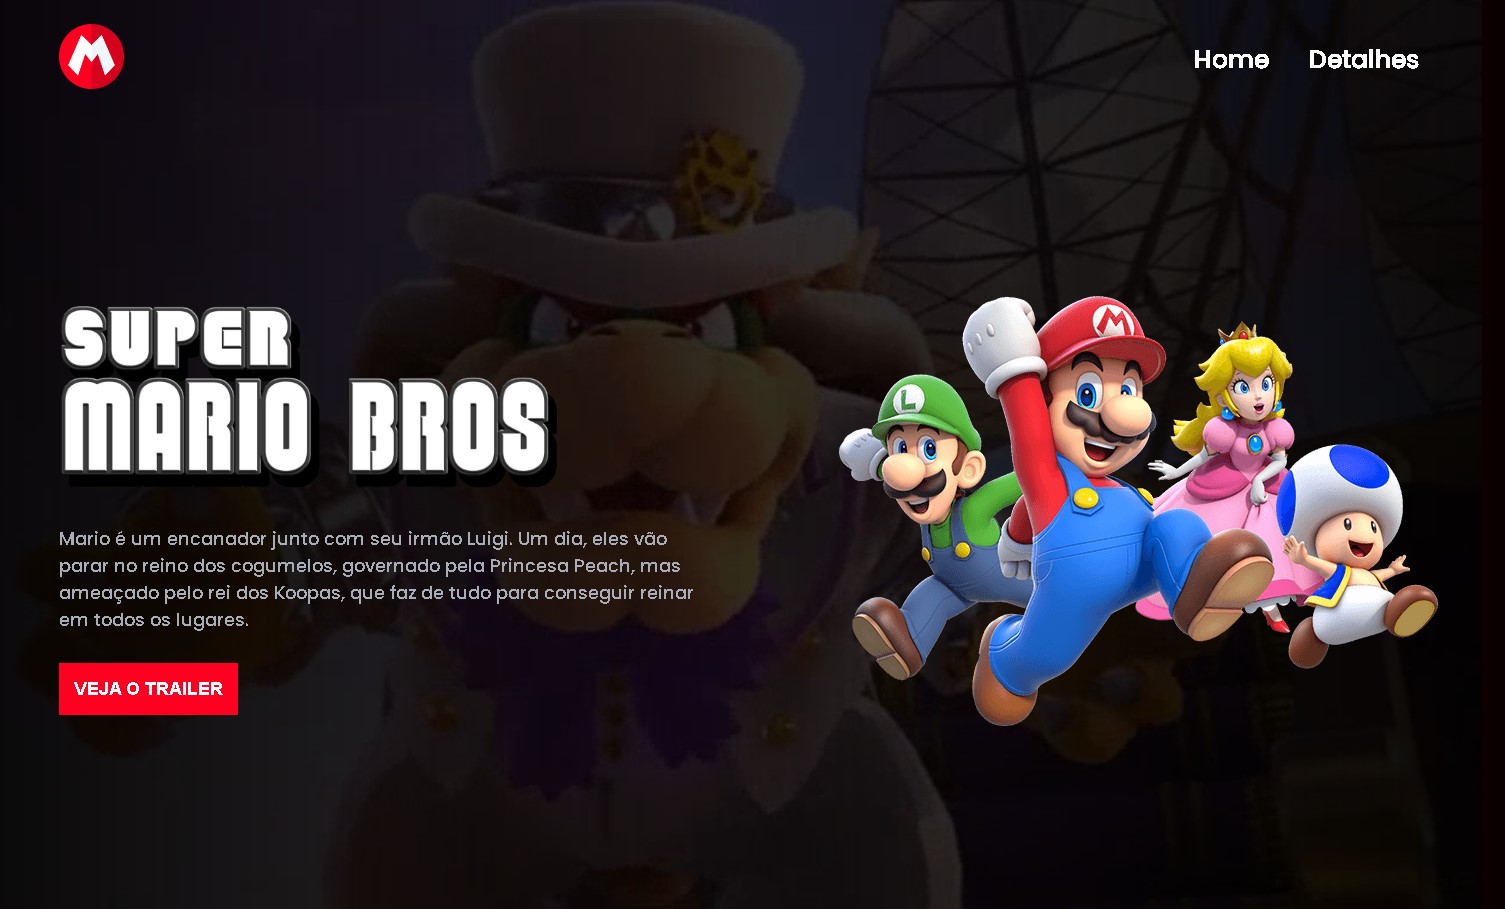 M
Home
Detalhes
SUPER
MARIO BROS
M
L
Mario é um encanador junto com seu irmão Luigi. Um dia, eles vão
parar no reino dos cogumelos, governado pela Princesa Peach, mas
ameaçado pelo rei dos Koopas, que faz de tudo para conseguir reinar
em todos os lugares.
VEJA O TRAILER